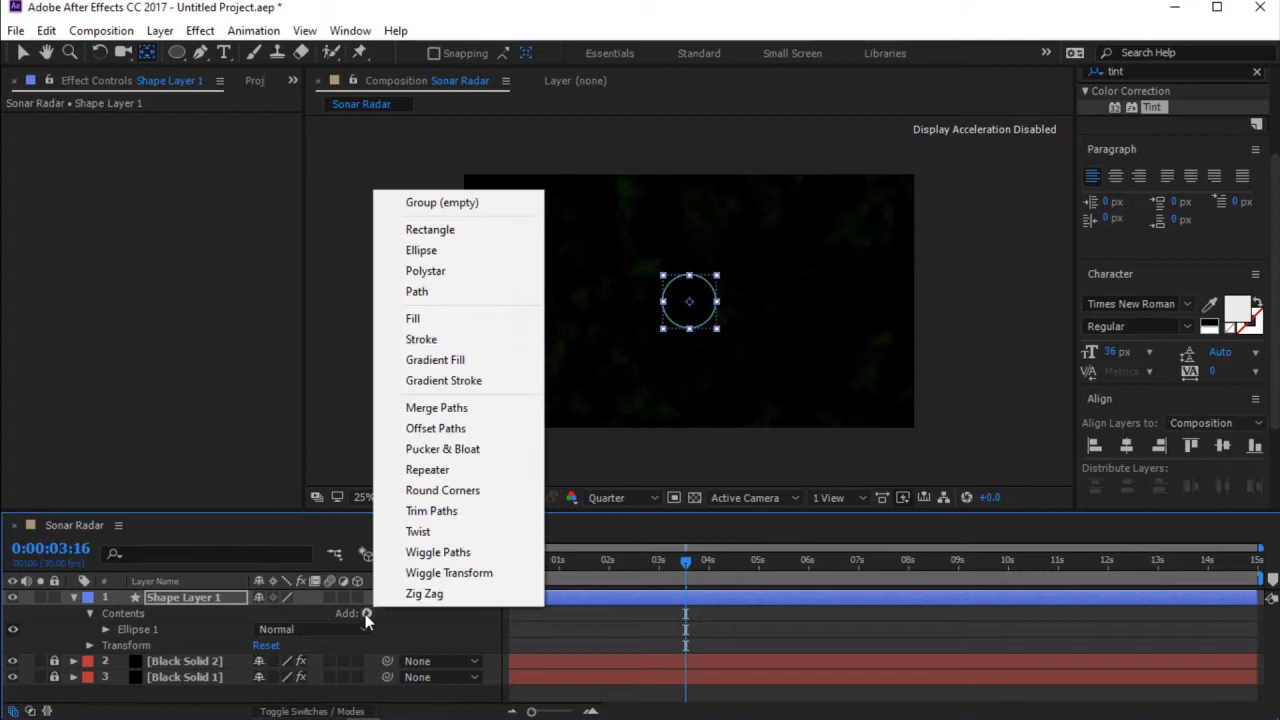 Adobe After Effects CC 2017 - Untitled Project.aep *
File Edit Composition Layer Effect Animation View Window Help
Snapping Essentials Standard Small Screen Libraries Search Help
Effect Controls Shape Layer 1 Proj Composition Sonar Radar Layer (none) tint
Sonar Radar • Shape Layer 1 Sonar Radar Color Correction
32 Tint
Display Acceleration Disabled
Paragraph
0 px 0 px 0 px
0 px 0 px
Group (empty)
Rectangle
Ellipse
Polystar
Path
Fill
Stroke
Gradient Fill
Gradient Stroke
Merge Paths
Offset Paths
Pucker & Bloat
Repeater
Round Corners
Trim Paths
Twist
Wiggle Paths
Wiggle Transform
Zig Zag
Character
Times New Roman
Regular
36 px Auto
Metrics 0
Align
Align Layers to: Composition
Distribute Layers:
25% Quarter Active Camera 1 View +0.0
Sonar Radar
0:00:03:16
00106 (30.00 fps)
01s 02s 03s 04s 05s 06s 07s 08s 09s 10s 11s 12s 13s 14s 15s
# Layer Name
1 Shape Layer 1
Contents Add:
Ellipse 1 Normal
Transform Reset
2 [Black Solid 2] None
3 [Black Solid 1] None
Toggle Switches / Modes